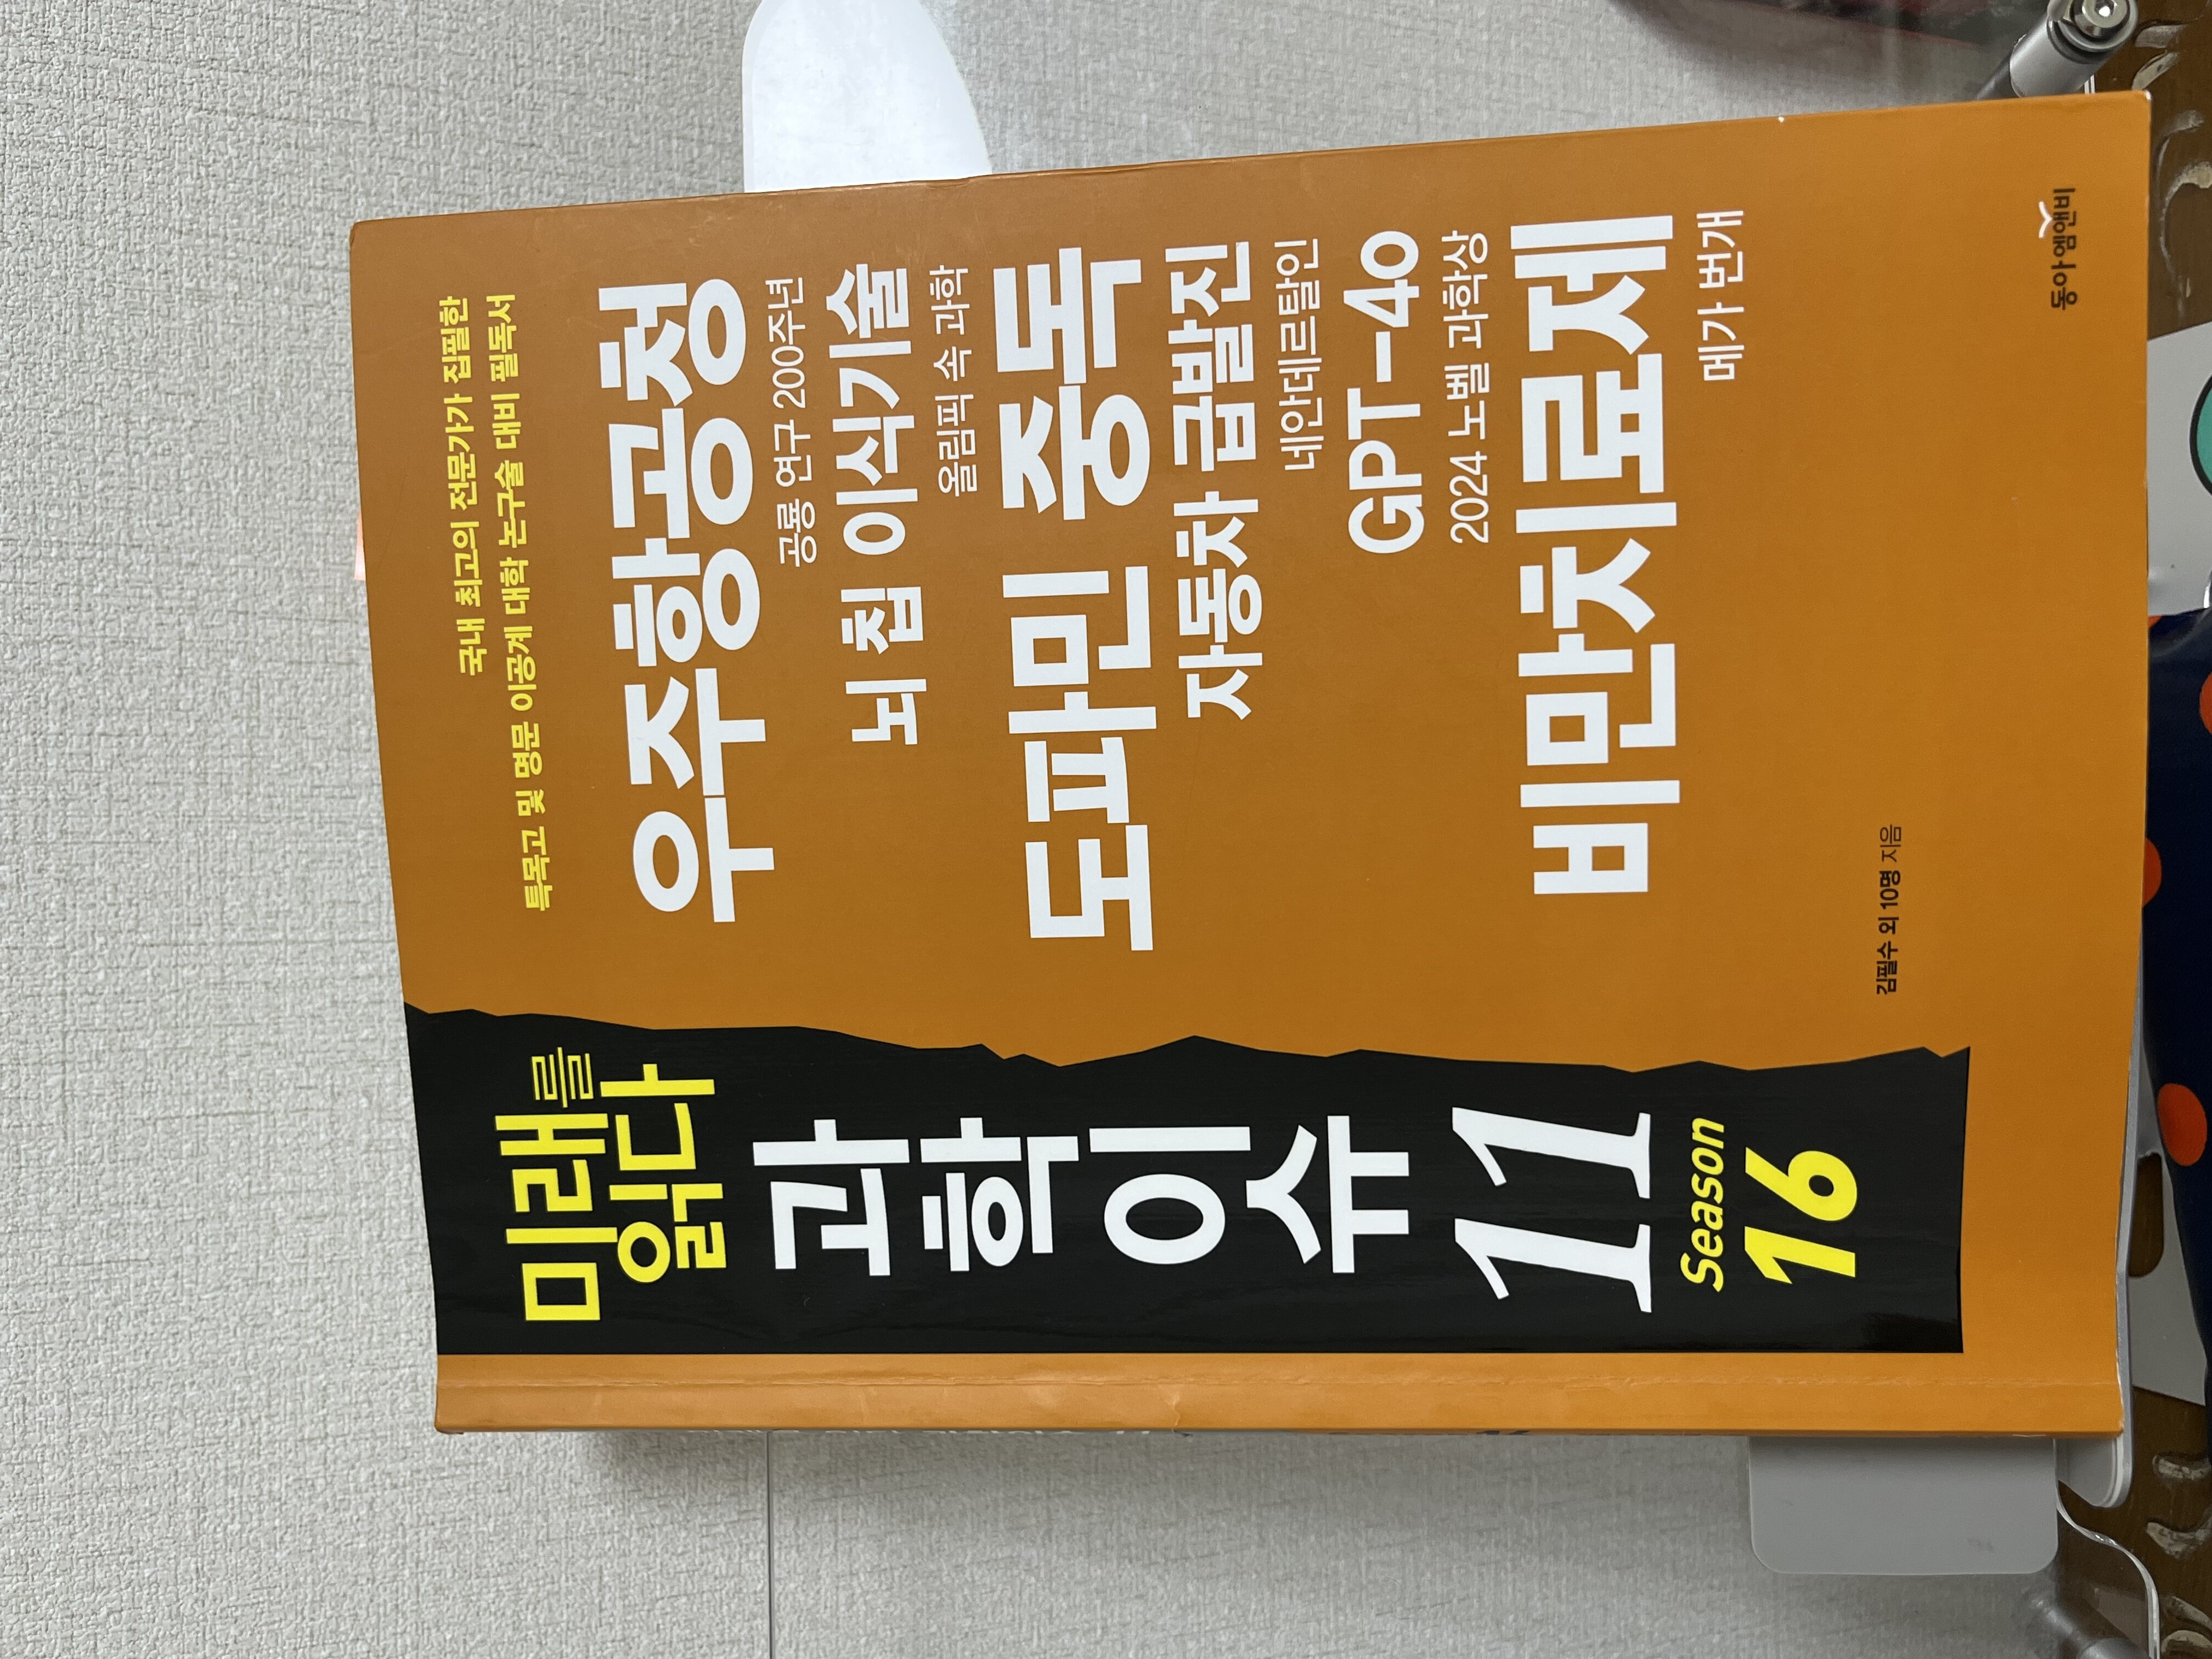 국내 최고의 전문가가 집필한
특목고 및 명문 이공계 대학 논구술 대비 필독서
미래를
읽다
과
학
이
슈
11
Season
16
우주항공청
공룡 연구 200주년
뇌 칩 이식기술
올림픽 속 과학
도파민 중독
자동차 급발진
네안데르탈인
GPT-4o
2024 노벨 과학상
비만치료제
메가 번개
김필수 외 10명 지음
동아엠앤비